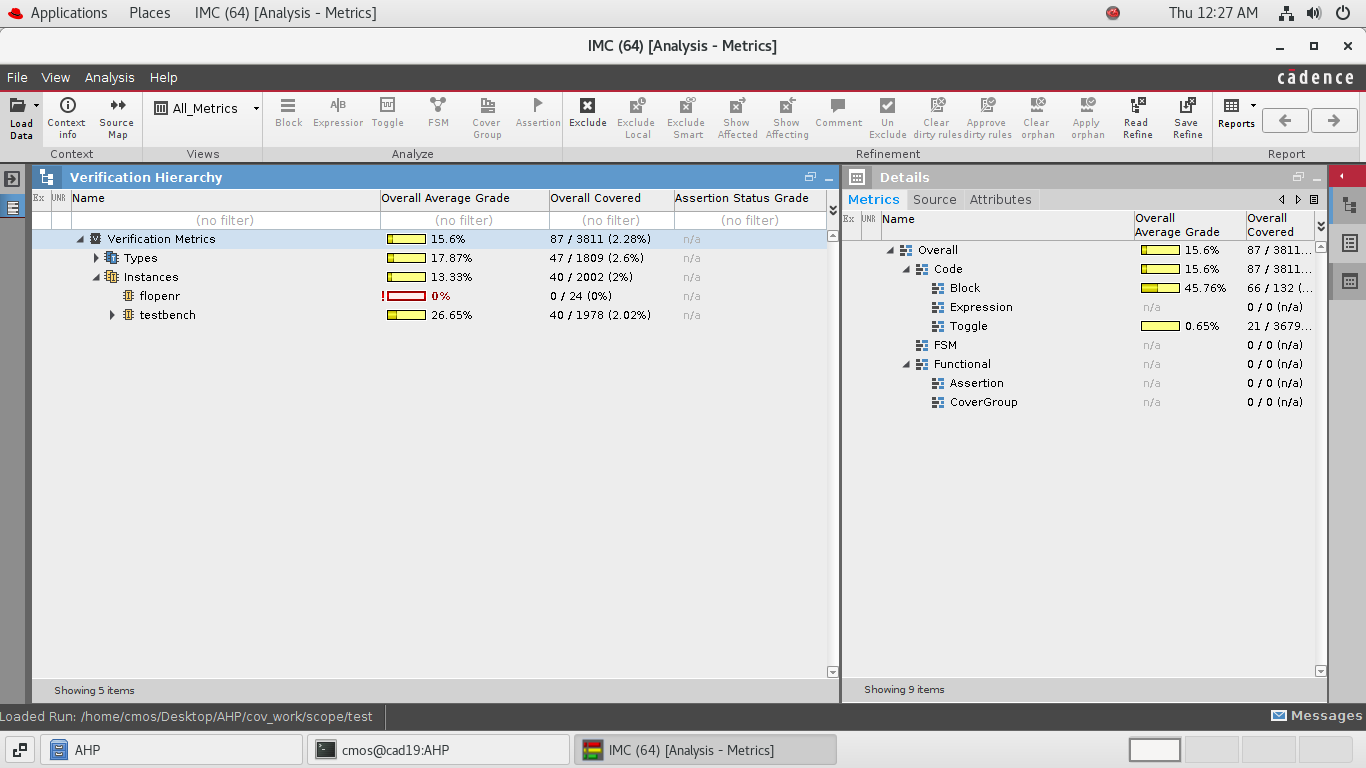 Applications Places IMC (64) [Analysis - Metrics] Thu 12:27 AM
IMC (64) [Analysis - Metrics]
File View Analysis Help cādence
Load Data
Context info
Source Map
All_Metrics
Block
Expression
Toggle
FSM
Cover Group
Assertion
Exclude
Exclude Local
Exclude Smart
Show Affected
Show Affecting
Comment
Un Exclude
Clear dirty rules
Approve dirty rules
Clear orphan
Apply orphan
Read Refine
Save Refine
Reports
Context Views Analyze Refinement Report
Verification Hierarchy
Ex UNR Name Overall Average Grade Overall Covered Assertion Status Grade
(no filter) (no filter) (no filter) (no filter)
Verification Metrics 15.6% 87 / 3811 (2.28%) n/a
Types 17.87% 47 / 1809 (2.6%) n/a
Instances 13.33% 40 / 2002 (2%) n/a
flopenr ! 0% 0 / 24 (0%) n/a
testbench 26.65% 40 / 1978 (2.02%) n/a
Showing 5 items
Details
Metrics Source Attributes
Ex UNR Name Overall Average Grade Overall Covered
Overall 15.6% 87 / 3811...
Code 15.6% 87 / 3811...
Block 45.76% 66 / 132 (...
Expression n/a 0 / 0 (n/a)
Toggle 0.65% 21 / 3679...
FSM n/a 0 / 0 (n/a)
Functional n/a 0 / 0 (n/a)
Assertion n/a 0 / 0 (n/a)
CoverGroup n/a 0 / 0 (n/a)
Showing 9 items
Loaded Run: /home/cmos/Desktop/AHP/cov_work/scope/test Messages
AHP cmos@cad19:AHP IMC (64) [Analysis - Metrics]